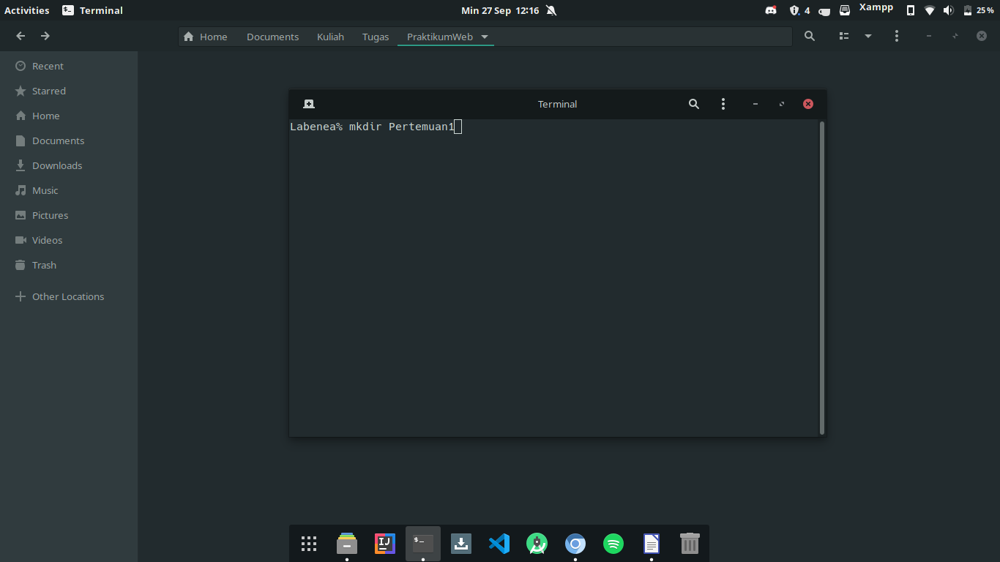 Activities Terminal Min 27 Sep 12:16 4 Xampp 25 %
Home Documents Kuliah Tugas PraktikumWeb
Recent
Starred
Home
Documents
Downloads
Music
Pictures
Videos
Trash
Other Locations
Terminal
Labenea% mkdir Pertemuan1